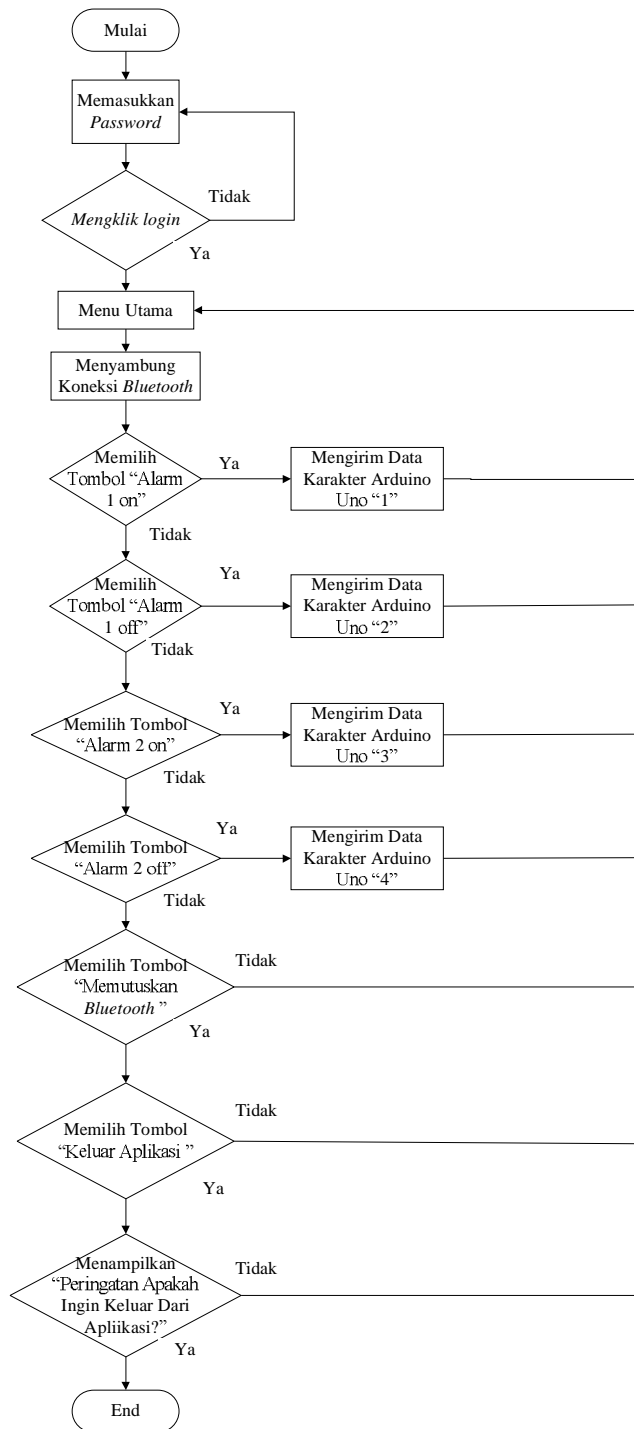 Mulai
Memasukkan
Password
Tidak
Mengklik login
Ya
Menu Utama
Menyambung
Koneksi Bluetooth
Memilih
Tombol “Alarm
1 on”
Ya
Mengirim Data
Karakter Arduino
Uno “1”
Tidak
Memilih
Tombol “Alarm
1 off”
Ya
Mengirim Data
Karakter Arduino
Uno “2”
Tidak
Memilih Tombol
“Alarm 2 on”
Ya
Mengirim Data
Karakter Arduino
Uno “3”
Tidak
Memilih Tombol
“Alarm 2 off”
Ya
Mengirim Data
Karakter Arduino
Uno “4”
Tidak
Memilih Tombol
“Memutuskan
Bluetooth ”
Tidak
Ya
Memilih Tombol
“Keluar Aplikasi ”
Tidak
Ya
Menampilkan
“Peringatan Apakah
Ingin Keluar Dari
Apliikasi?”
Tidak
Ya
End